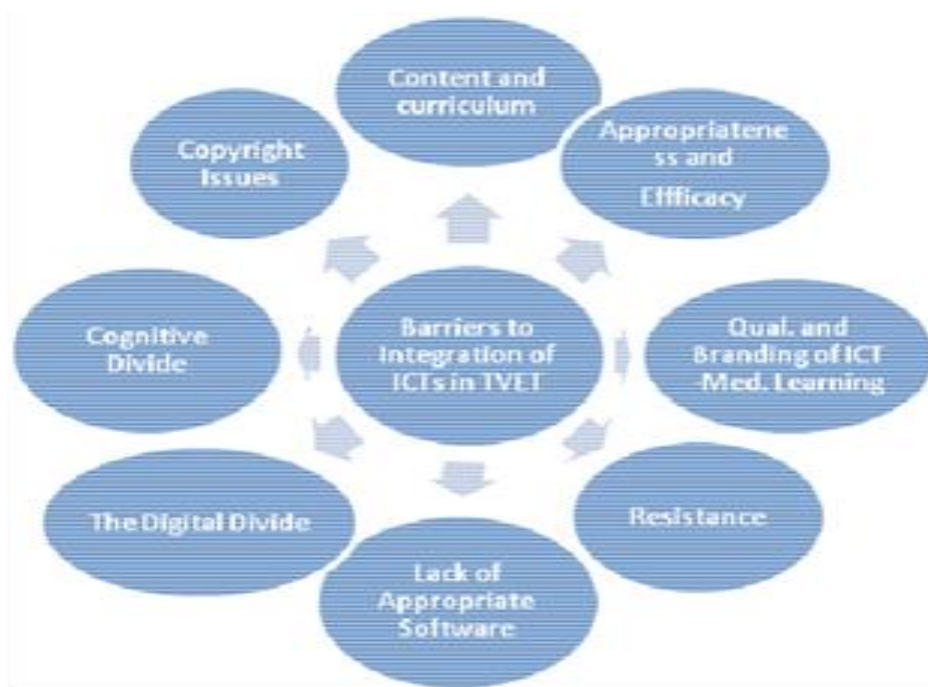 Content and
curriculum
Appropriatene
ss and
Effficacy
Qual. and
Branding of ICT
-Med. Learning
Resistance
Lack of
Appropriate
Software
The Digital Divide
Cognitive
Divide
Copyright
Issues
Barriers to
Integration of
ICTs in TVET